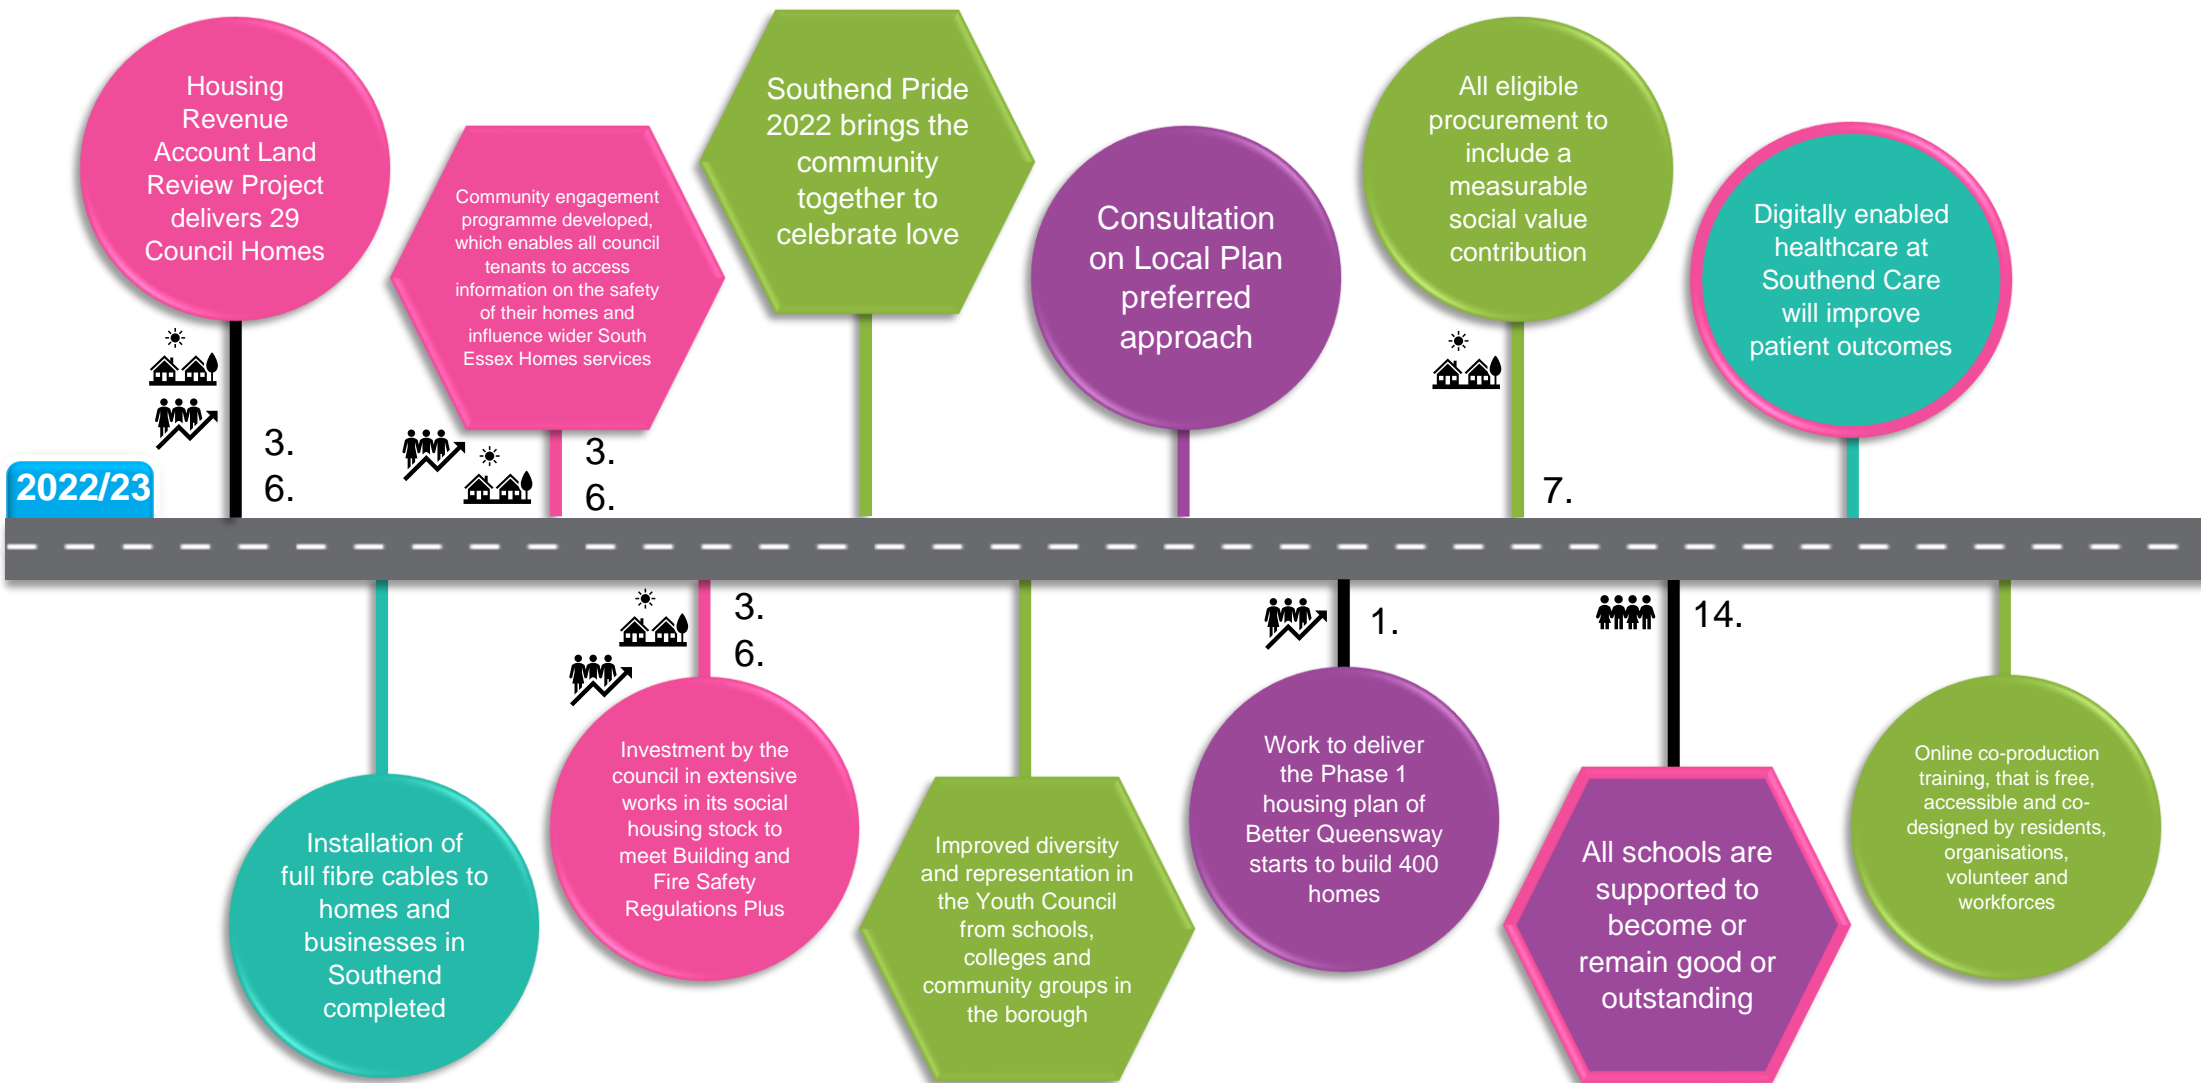 Housing
Revenue
Account Land
Review Project
delivers 29
Council Homes
Community engagement
programme developed,
which enables all council
tenants to access
information on the safety
of their homes and
influence wider South
Essex Homes services
Southend Pride
2022 brings the
community
together to
celebrate love
Consultation
on Local Plan
preferred
approach
All eligible
procurement to
include a
measurable
social value
contribution
Digitally enabled
healthcare at
Southend Care
will improve
patient outcomes
3.
6.
3.
6.
7.
2022/23
3.
6.
1.
14.
Installation of
full fibre cables to
homes and
businesses in
Southend
completed
Investment by the
council in extensive
works in its social
housing stock to
meet Building and
Fire Safety
Regulations Plus
Improved diversity
and representation in
the Youth Council
from schools,
colleges and
community groups in
the borough
Work to deliver
the Phase 1
housing plan of
Better Queensway
starts to build 400
homes
All schools are
supported to
become or
remain good or
outstanding
Online co-production
training, that is free,
accessible and co-
designed by residents,
organisations,
volunteer and
workforces